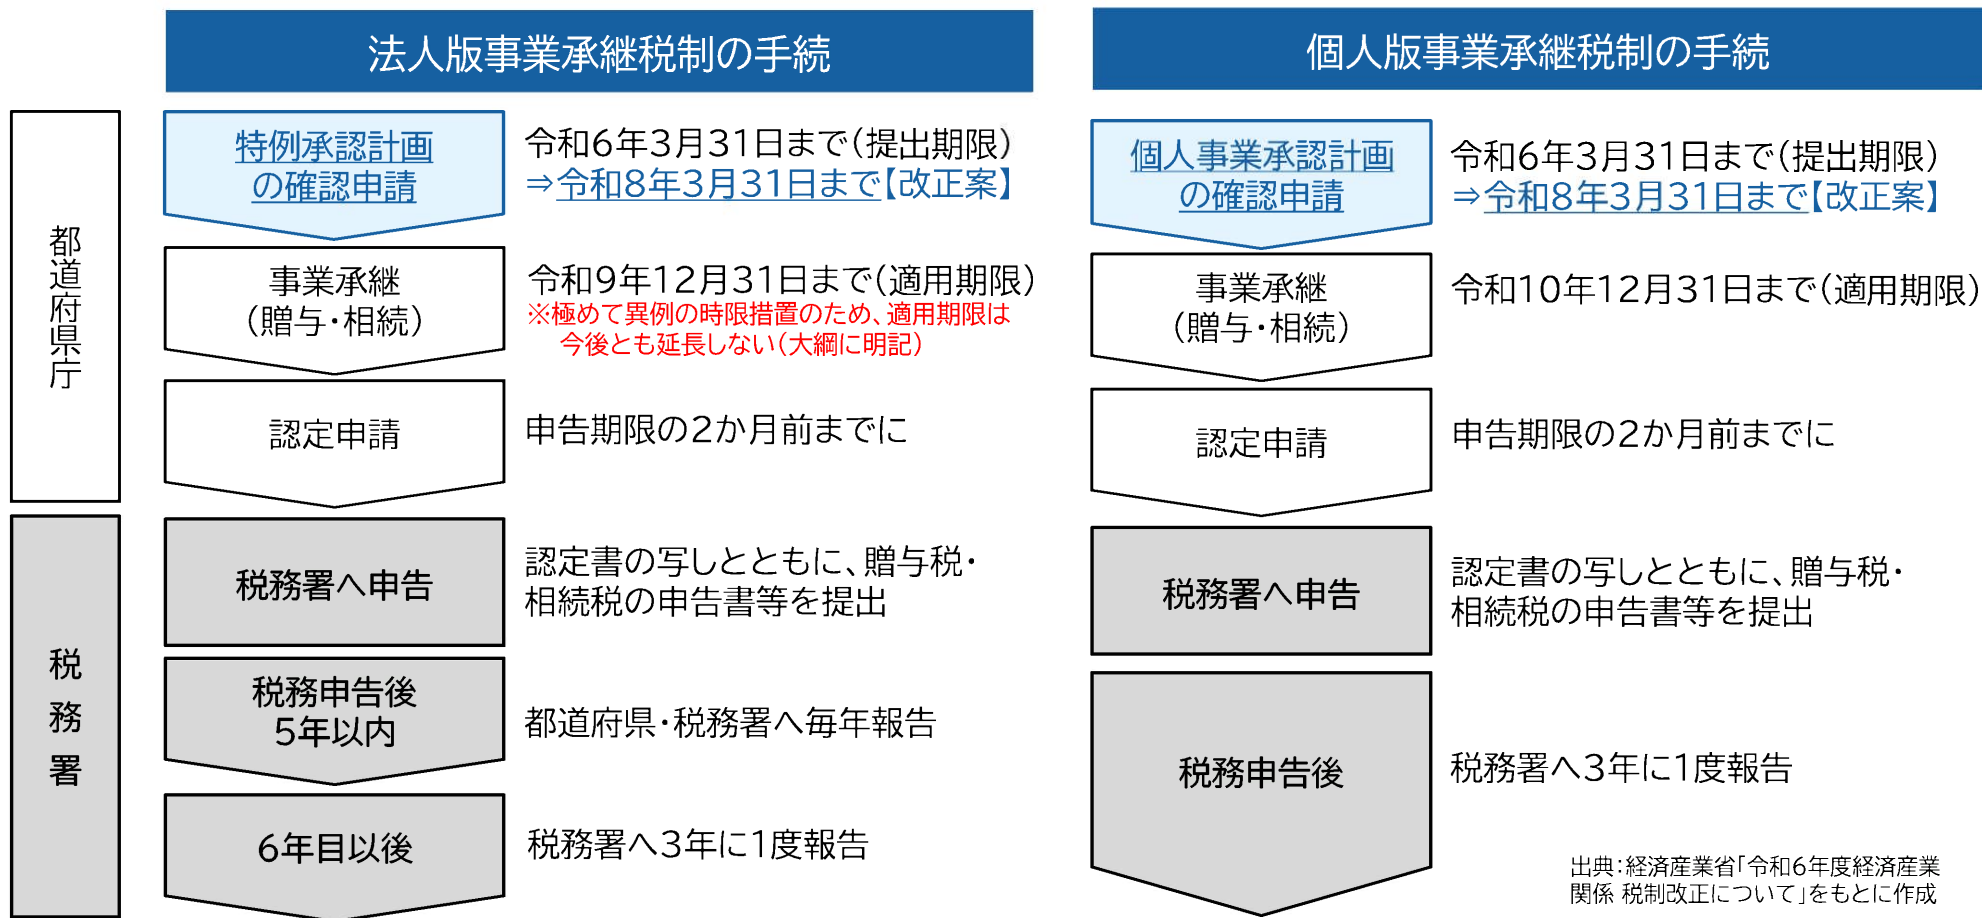 法人版事業承継税制の手続
都道府県庁
特例承認計画
の確認申請
令和6年3月31日まで(提出期限)
⇒令和8年3月31日まで【改正案】
事業承継
(贈与・相続)
令和9年12月31日まで(適用期限)
※極めて異例の時限措置のため、適用期限は
今後とも延長しない(大綱に明記)
認定申請
申告期限の2か月前までに
税務署
税務署へ申告
認定書の写しとともに、贈与税・
相続税の申告書等を提出
税務申告後
5年以内
都道府県・税務署へ毎年報告
6年目以後
税務署へ3年に1度報告
個人版事業承継税制の手続
個人事業承認計画
の確認申請
令和6年3月31日まで(提出期限)
⇒令和8年3月31日まで【改正案】
事業承継
(贈与・相続)
令和10年12月31日まで(適用期限)
認定申請
申告期限の2か月前までに
税務署へ申告
認定書の写しとともに、贈与税・
相続税の申告書等を提出
税務申告後
税務署へ3年に1度報告
出典:経済産業省「令和6年度経済産業
関係 税制改正について」をもとに作成